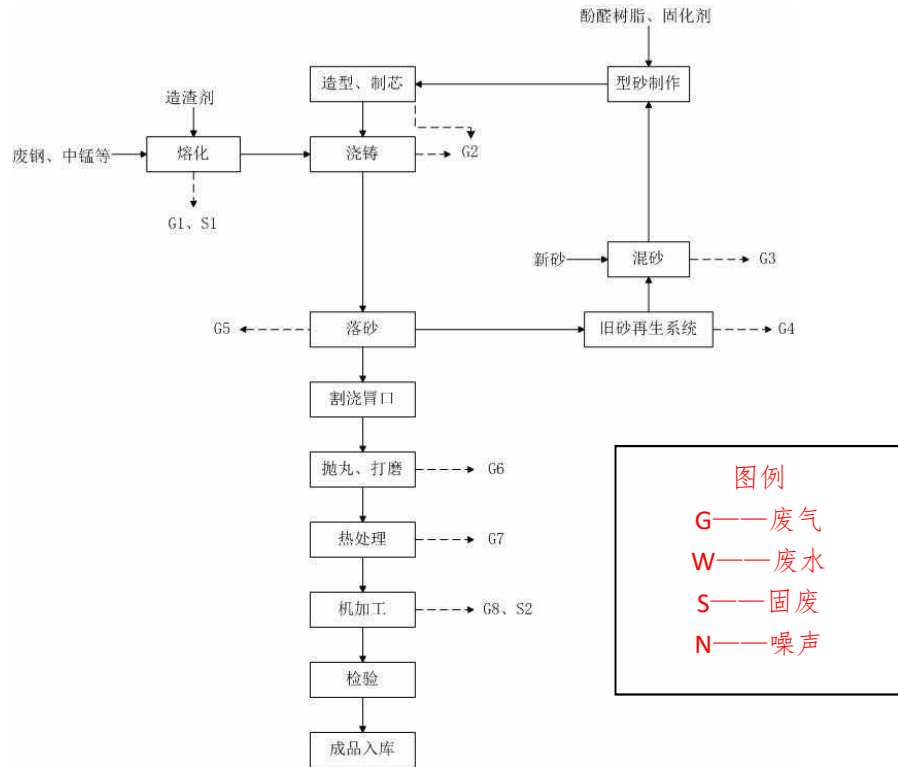 酚醛树脂、固化剂
造型、制芯
型砂制作
造渣剂
废钢、中锰等
熔化
浇铸
G2
G1、S1
新砂
混砂
G3
G5
落砂
旧砂再生系统
G4
割浇冒口
抛丸、打磨
G6
热处理
G7
机加工
G8、S2
检验
成品入库
图例
G——废气
W——废水
S——固废
N——噪声